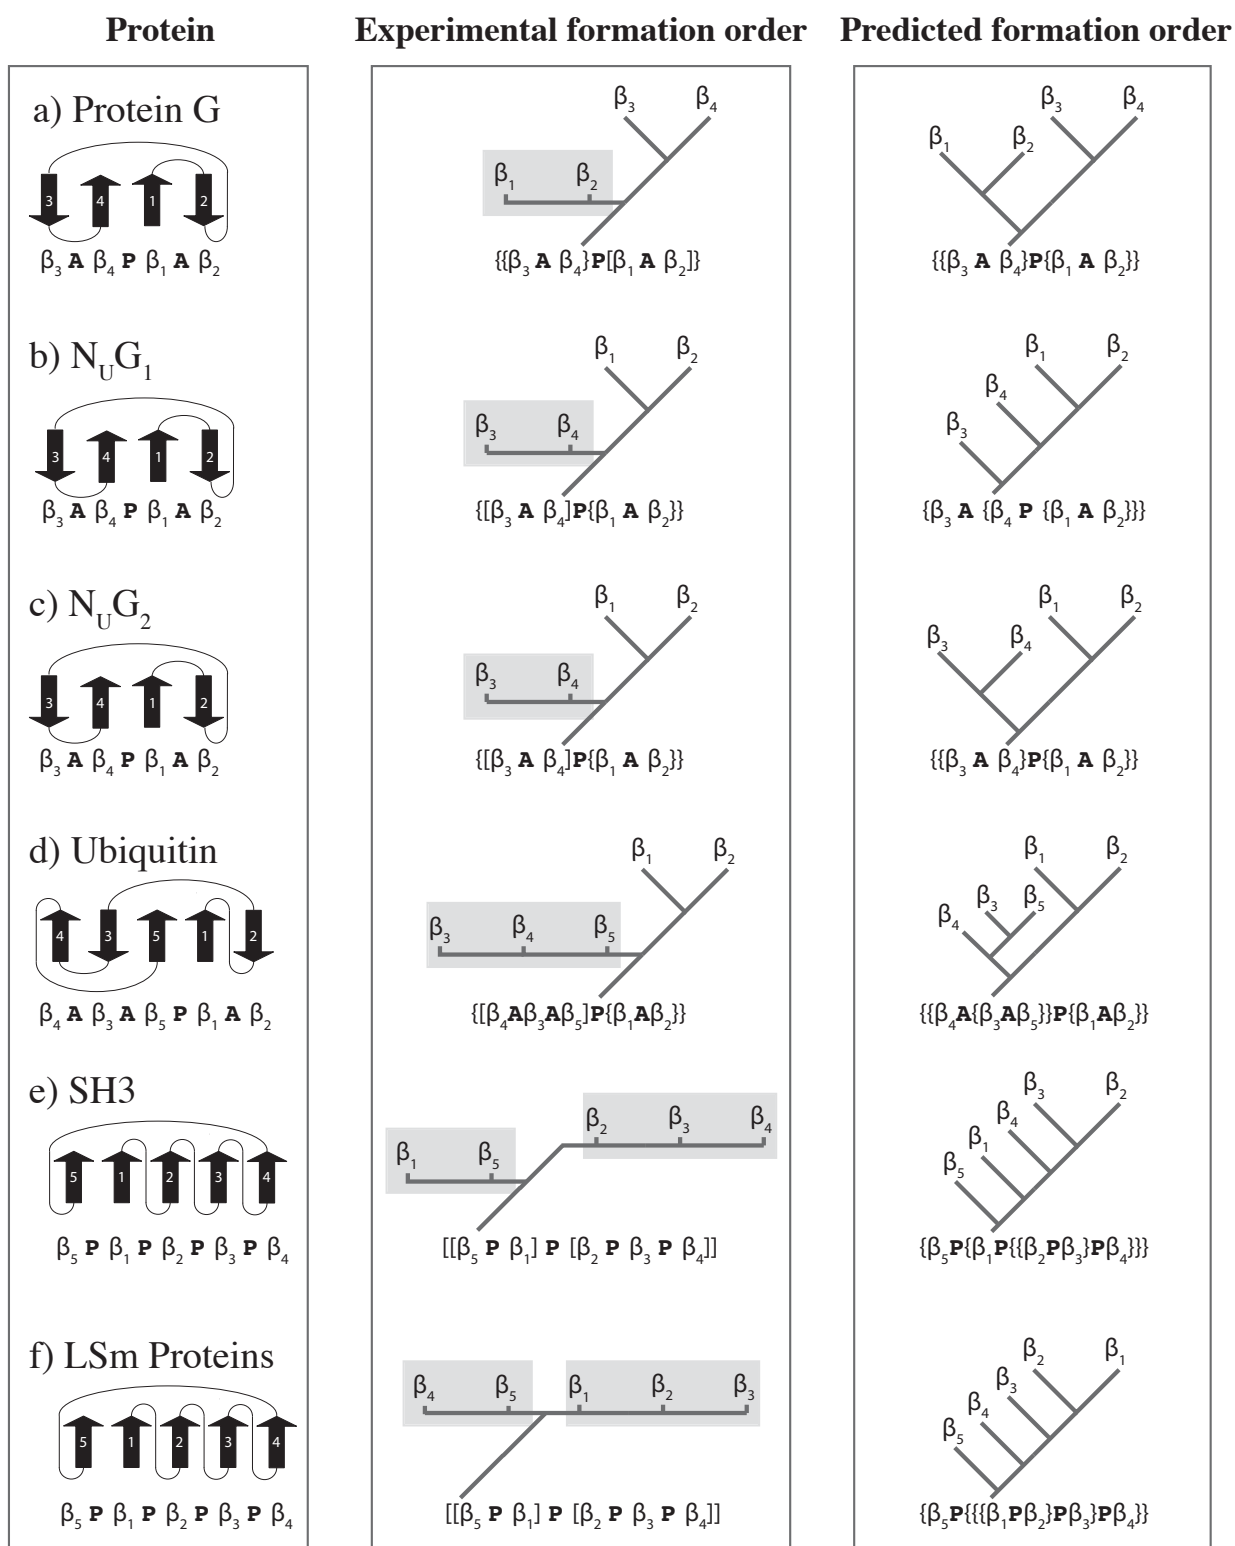 Protein Experimental formation order Predicted formation order
a) Protein G
3 4 1 2
β₃ A β₄ P β₁ A β₂
β₃ β₄
β₁ β₂
{{β₃ A β₄}P[β₁ A β₂]}
β₃ β₄
β₁ β₂
{{β₃ A β₄}P{β₁ A β₂}}
b) NᵤG₁
3 4 1 2
β₃ A β₄ P β₁ A β₂
β₁ β₂
β₃ β₄
{[β₃ A β₄]P{β₁ A β₂}}
β₁ β₂
β₄
β₃
{β₃ A {β₄ P {β₁ A β₂}}}
c) NᵤG₂
3 4 1 2
β₃ A β₄ P β₁ A β₂
β₁ β₂
β₃ β₄
{[β₃ A β₄]P{β₁ A β₂}}
β₁ β₂
β₃ β₄
{{β₃ A β₄}P{β₁ A β₂}}
d) Ubiquitin
4 3 5 1 2
β₄ A β₃ A β₅ P β₁ A β₂
β₁ β₂
β₃ β₄ β₅
{[β₄Aβ₃Aβ₅]P{β₁Aβ₂}}
β₁ β₂
β₃ β₅
β₄
{{β₄A{β₃Aβ₅}}P{β₁Aβ₂}}
e) SH3
5 1 2 3 4
β₅ P β₁ P β₂ P β₃ P β₄
β₂ β₃ β₄
β₁ β₅
[[β₅ P β₁] P [β₂ P β₃ P β₄]]
β₃ β₂
β₄
β₁
β₅
{β₅P{β₁P{{β₂Pβ₃}Pβ₄}}}
f) LSm Proteins
5 1 2 3 4
β₅ P β₁ P β₂ P β₃ P β₄
β₄ β₅ β₁ β₂ β₃
[[β₅ P β₁] P [β₂ P β₃ P β₄]]
β₂ β₁
β₃
β₄
β₅
{β₅P{{{β₁Pβ₂}Pβ₃}Pβ₄}}